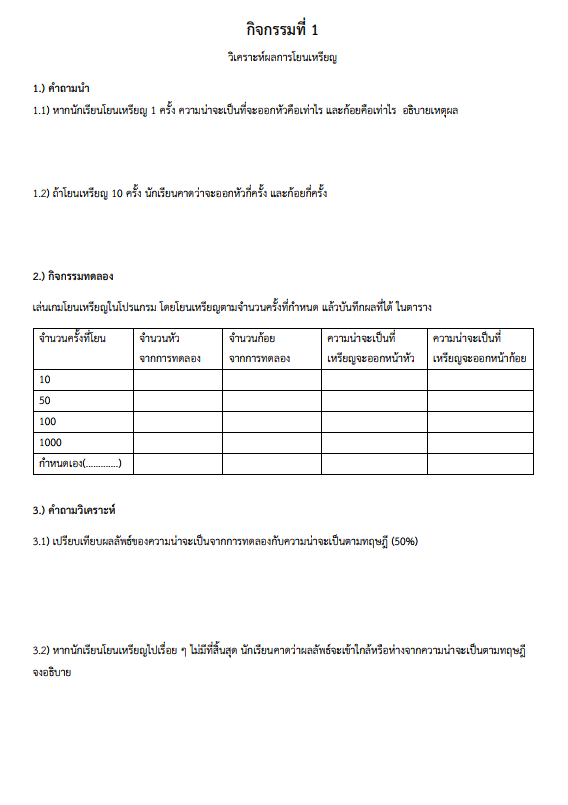 กิจกรรมที่ 1
วิเคราะห์ผลการโยนเหรียญ
1.) คำถามนำ
1.1) หากนักเรียนโยนเหรียญ 1 ครั้ง ความน่าจะเป็นที่จะออกหัวคือเท่าไร และก้อยคือเท่าไร อธิบายเหตุผล
1.2) ถ้าโยนเหรียญ 10 ครั้ง นักเรียนคาดว่าจะออกหัวกี่ครั้ง และก้อยกี่ครั้ง
2.) กิจกรรมทดลอง
เล่นเกมโยนเหรียญในโปรแกรม โดยโยนเหรียญตามจำนวนครั้งที่กำหนด แล้วบันทึกผลที่ได้ ในตาราง
จำนวนครั้งที่โยน จำนวนหัว จำนวนก้อย ความน่าจะเป็นที่ ความน่าจะเป็นที่
จากการทดลอง จากการทดลอง เหรียญจะออกหน้าหัว เหรียญจะออกหน้าก้อย
10
50
100
1000
กำหนดเอง(.............)
3.) คำถามวิเคราะห์
3.1) เปรียบเทียบผลลัพธ์ของความน่าจะเป็นจากการทดลองกับความน่าจะเป็นตามทฤษฎี (50%)
3.2) หากนักเรียนโยนเหรียญไปเรื่อย ๆ ไม่มีที่สิ้นสุด นักเรียนคาดว่าผลลัพธ์จะเข้าใกล้หรือห่างจากความน่าจะเป็นตามทฤษฎี
จงอธิบาย